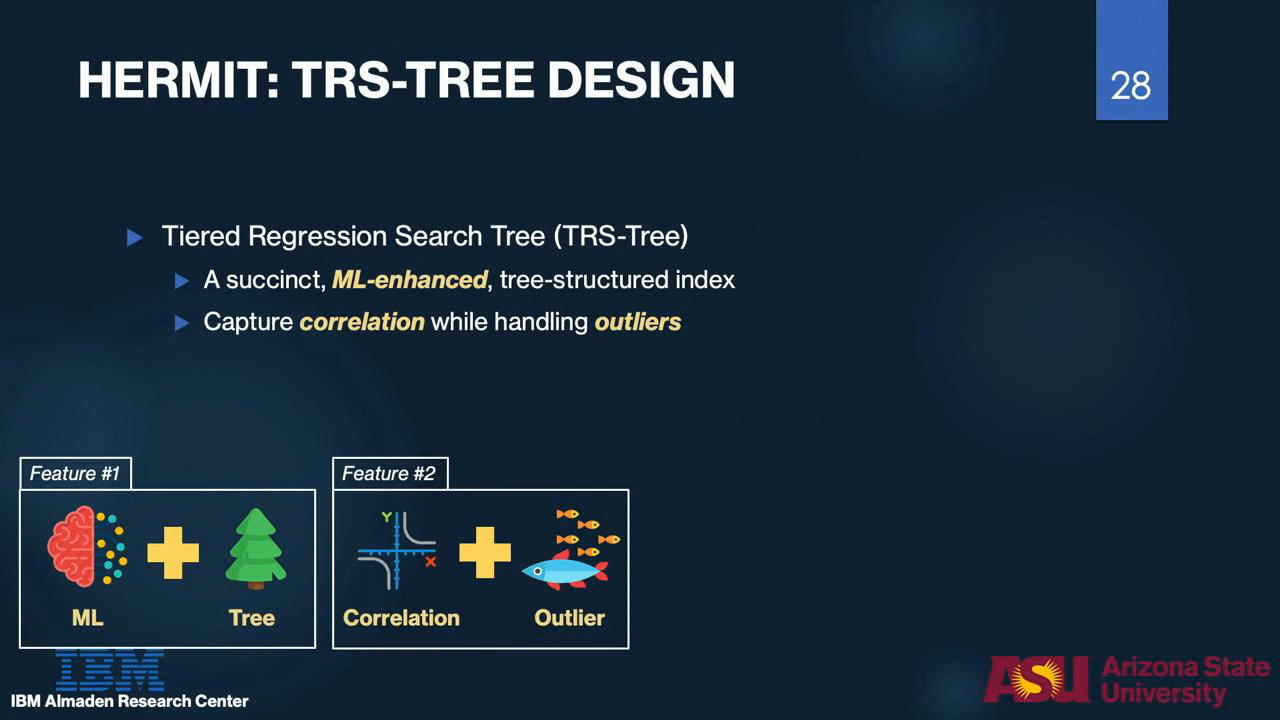 HERMIT: TRS-TREE DESIGN
28
Tiered Regression Search Tree (TRS-Tree)
A succinct, ML-enhanced, tree-structured index
Capture correlation while handling outliers
Feature #1
ML
Tree
Feature #2
Y
X
Correlation
Outlier
IBM
IBM Almaden Research Center
ASU
Arizona State
University